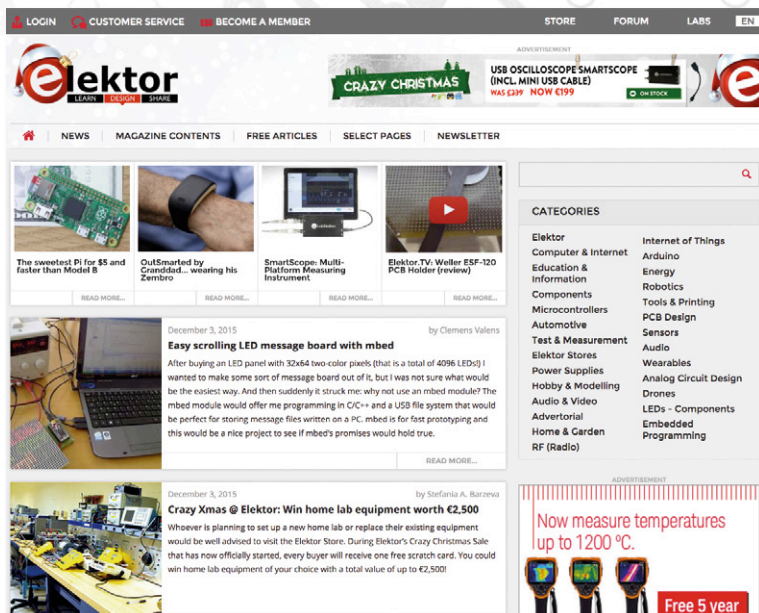 LOGIN CUSTOMER SERVICE BECOME A MEMBER STORE FORUM LABS EN
elektor
LEARN DESIGN SHARE
ADVERTISEMENT
CRAZY CHRISTMAS
USB OSCILLOSCOPE SMARTSCOPE
(INCL. MINI USB CABLE)
WAS £239 NOW €199
ON STOCK
NEWS MAGAZINE CONTENTS FREE ARTICLES SELECT PAGES NEWSLETTER
The sweetest Pi for $5 and
faster than Model B
READ MORE...
OutSmarted by
Granddad... wearing his
Zembro
READ MORE...
SmartScope: Multi-
Platform Measuring
Instrument
READ MORE...
Elektor.TV: Weller ESF-120
PCB Holder (review)
READ MORE...
December 3, 2015 by Clemens Valens
Easy scrolling LED message board with mbed
After buying an LED panel with 32x64 two-color pixels (that is a total of 4096 LEDs!) I
wanted to make some sort of message board out of it, but I was not sure what would
be the easiest way. And then suddenly it struck me: why not use an mbed module? The
mbed module would offer me programming in C/C++ and a USB file system that would
be perfect for storing message files written on a PC. mbed is for fast prototyping and
this would be a nice project to see if mbed's promises would hold true.
READ MORE...
December 3, 2015 by Stefania A. Barzeva
Crazy Xmas @ Elektor: Win home lab equipment worth €2,500
Whoever is planning to set up a new home lab or replace their existing equipment
would be well advised to visit the Elektor Store. During Elektor's Crazy Christmas Sale
that has now officially started, every buyer will receive one free scratch card. You could
win home lab equipment of your choice with a total value of up to €2,500!
CATEGORIES
Elektor
Computer & Internet
Education &
Information
Components
Microcontrollers
Automotive
Test & Measurement
Elektor Stores
Power Supplies
Hobby & Modelling
Audio & Video
Advertorial
Home & Garden
RF (Radio)
Internet of Things
Arduino
Energy
Robotics
Tools & Printing
PCB Design
Sensors
Audio
Wearables
Analog Circuit Design
Drones
LEDs - Components
Embedded
Programming
ADVERTISEMENT
Now measure temperatures
up to 1200 °C.
Free 5 year